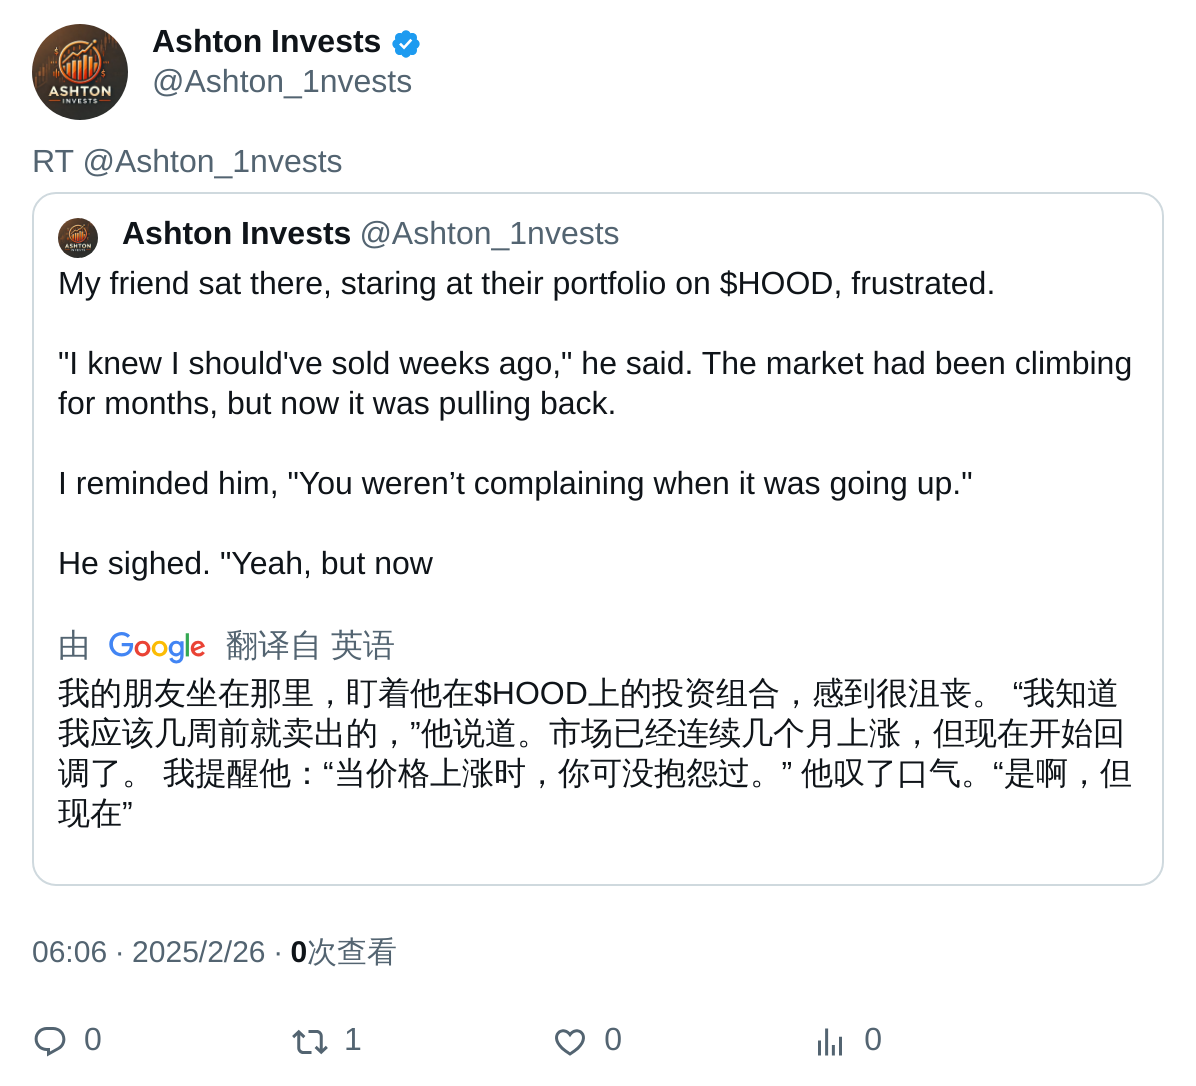 Ashton Invests
@Ashton_1nvests
ASHTON
INVESTS
RT @Ashton_1nvests
Ashton Invests @Ashton_1nvests
ASHTON
My friend sat there, staring at their portfolio on $HOOD, frustrated.
"I knew I should've sold weeks ago," he said. The market had been climbing
for months, but now it was pulling back.
I reminded him, "You weren’t complaining when it was going up."
He sighed. "Yeah, but now
由 Google 翻译自 英语
我的朋友坐在那里，盯着他在$HOOD上的投资组合，感到很沮丧。 “我知道
我应该几周前就卖出的，”他说道。市场已经连续几个月上涨，但现在开始回
调了。 我提醒他：“当价格上涨时，你可没抱怨过。” 他叹了口气。“是啊，但
现在”
06:06 · 2025/2/26 · 0次查看
0 1 0 0